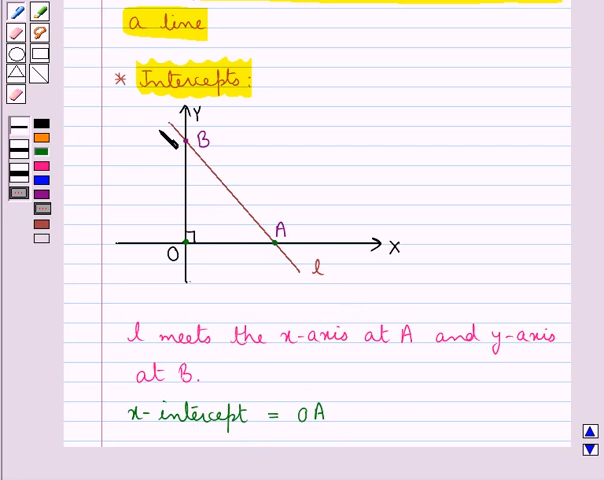 a line
* Intercepts:
Y
B
A
O
X
l
l meets the x-axis at A and y-axis
at B.
x-intercept = OA